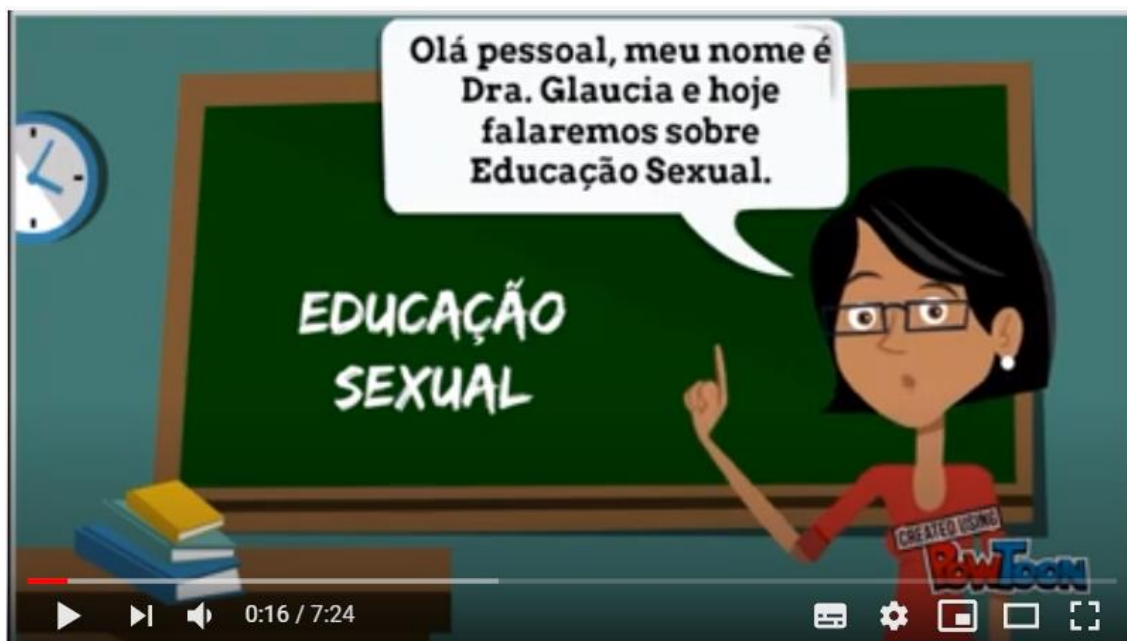 Olá pessoal, meu nome é
Dra. Glaucia e hoje
falaremos sobre
Educação Sexual.
EDUCAÇÃO
SEXUAL
CREATED USING
POWTOON
0:16 / 7:24